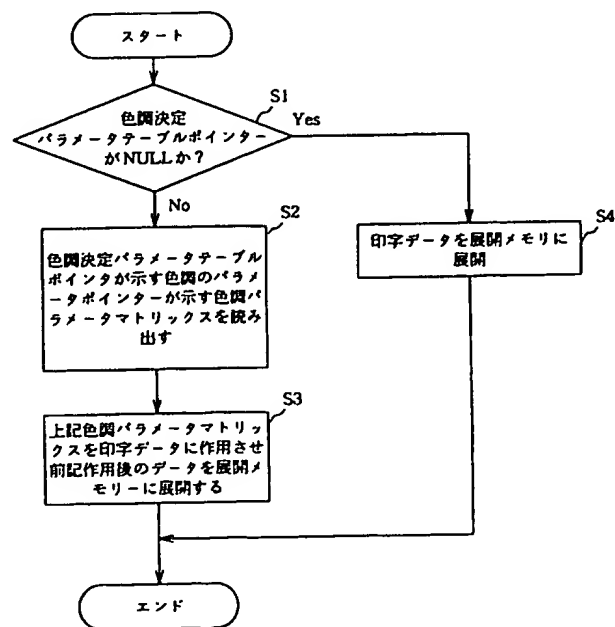 スタート
S1
色調決定
パラメータテーブルポインター
がNULLか？
Yes
No
S2
色調決定パラメータテーブル
ポインタが示す色調のパラメ
ータポインターが示す色調パ
ラメータマトリックスを読み
出す
S4
印字データを展開メモリに
展開
S3
上記色調パラメータマトリッ
クスを印字データに作用させ
前記作用後のデータを展開メ
モリーに展開する
エンド